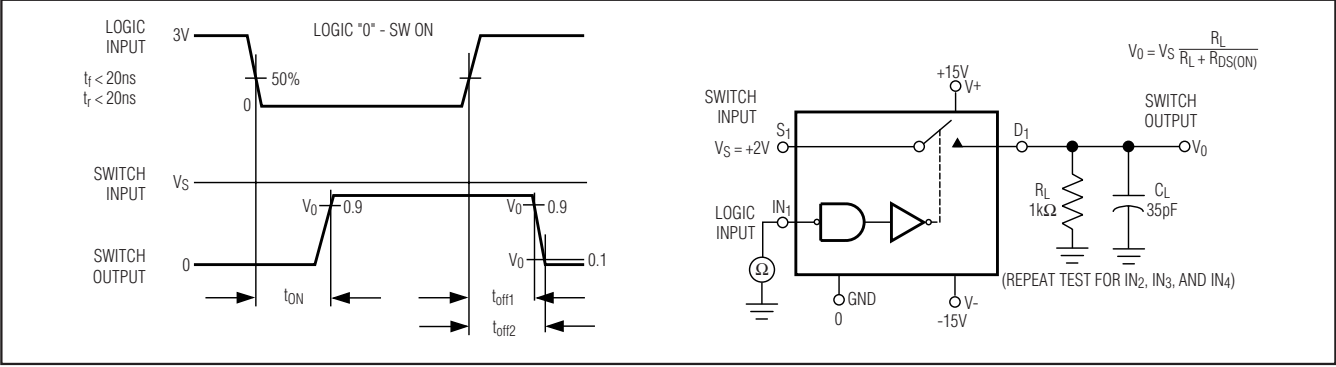 LOGIC
INPUT
3V
LOGIC "0" - SW ON
tf < 20ns
tr < 20ns
50%
0
SWITCH
INPUT
VS
V0
0.9
V0
0.9
SWITCH
OUTPUT
0
V0
0.1
tON
toff1
toff2
V0 = VS RL / RL + RDS(ON)
+15V
V+
SWITCH
INPUT
S1
VS = +2V
D1
SWITCH
OUTPUT
V0
LOGIC
INPUT
IN1
Ω
RL
1kΩ
CL
35pF
(REPEAT TEST FOR IN2, IN3, AND IN4)
GND
0
V-
-15V